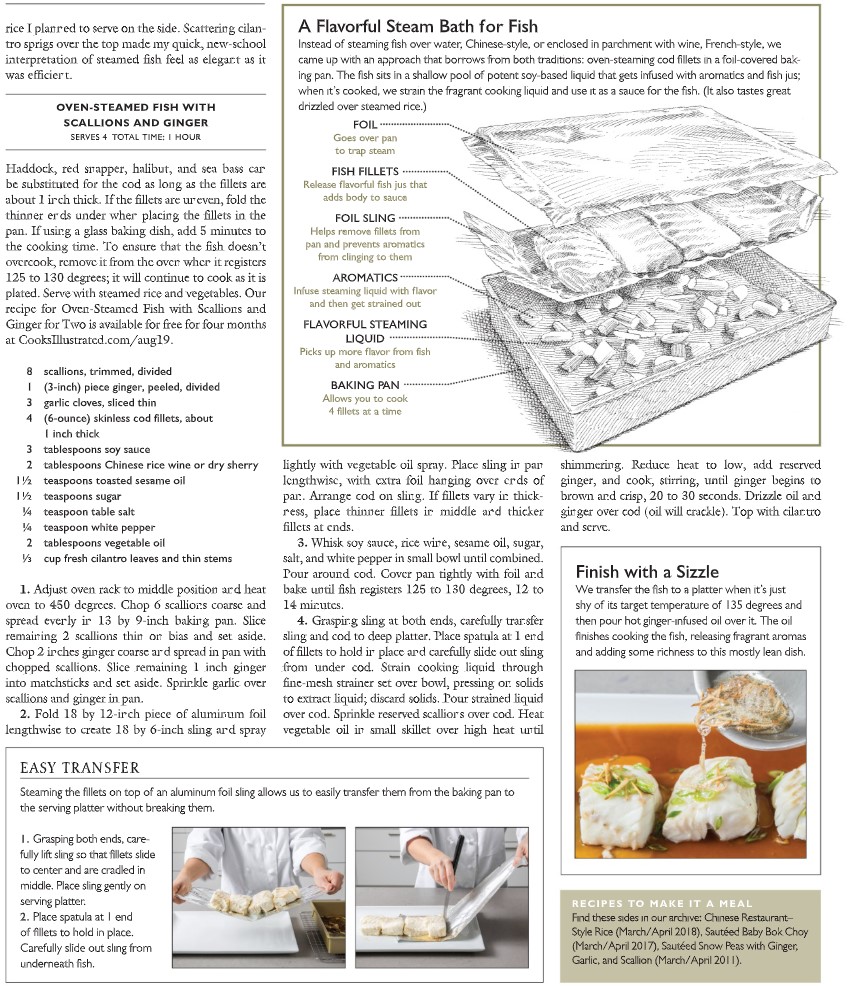 rice I planned to serve on the side. Scattering cilan-
tro sprigs over the top made my quick, new-school
interpretation of steamed fish feel as elegant as it
was efficient.
OVEN-STEAMED FISH WITH
SCALLIONS AND GINGER
SERVES 4 TOTAL TIME: 1 HOUR
Haddock, red snapper, halibut, and sea bass can
be substituted for the cod as long as the fillets are
about 1 inch thick. If the fillets are uneven, fold the
thinner ends under when placing the fillets in the
pan. If using a glass baking dish, add 5 minutes to
the cooking time. To ensure that the fish doesn't
overcook, remove it from the oven when it registers
125 to 130 degrees; it will continue to cook as it is
plated. Serve with steamed rice and vegetables. Our
recipe for Oven-Steamed Fish with Scallions and
Ginger for Two is available for free for four months
at CooksIllustrated.com/aug19.
8 scallions, trimmed, divided
1 (3-inch) piece ginger, peeled, divided
3 garlic cloves, sliced thin
4 (6-ounce) skinless cod fillets, about
1 inch thick
3 tablespoons soy sauce
2 tablespoons Chinese rice wine or dry sherry
1½ teaspoons toasted sesame oil
1½ teaspoons sugar
¼ teaspoon table salt
¼ teaspoon white pepper
2 tablespoons vegetable oil
⅓ cup fresh cilantro leaves and thin stems
1. Adjust oven rack to middle position and heat
oven to 450 degrees. Chop 6 scallions coarse and
spread evenly in 13 by 9-inch baking pan. Slice
remaining 2 scallions thin on bias and set aside.
Chop 2 inches ginger coarse and spread in pan with
chopped scallions. Slice remaining 1 inch ginger
into matchsticks and set aside. Sprinkle garlic over
scallions and ginger in pan.
2. Fold 18 by 12-inch piece of aluminum foil
lengthwise to create 18 by 6-inch sling and spray
A Flavorful Steam Bath for Fish
Instead of steaming fish over water, Chinese-style, or enclosed in parchment with wine, French-style, we
came up with an approach that borrows from both traditions: oven-steaming cod fillets in a foil-covered bak-
ing pan. The fish sits in a shallow pool of potent soy-based liquid that gets infused with aromatics and fish jus;
when it's cooked, we strain the fragrant cooking liquid and use it as a sauce for the fish. (It also tastes great
drizzled over steamed rice.)
FOIL
Goes over pan
to trap steam
FISH FILLETS
Release flavorful fish jus that
adds body to sauce
FOIL SLING
Helps remove fillets from
pan and prevents aromatics
from clinging to them
AROMATICS
Infuse steaming liquid with flavor
and then get strained out
FLAVORFUL STEAMING
LIQUID
Picks up more flavor from fish
and aromatics
BAKING PAN
Allows you to cook
4 fillets at a time
lightly with vegetable oil spray. Place sling in pan
lengthwise, with extra foil hanging over ends of
pan. Arrange cod on sling. If fillets vary in thick-
ness, place thinner fillets in middle and thicker
fillets at ends.
3. Whisk soy sauce, rice wine, sesame oil, sugar,
salt, and white pepper in small bowl until combined.
Pour around cod. Cover pan tightly with foil and
bake until fish registers 125 to 130 degrees, 12 to
14 minutes.
4. Grasping sling at both ends, carefully transfer
sling and cod to deep platter. Place spatula at 1 end
of fillets to hold in place and carefully slide out sling
from under cod. Strain cooking liquid through
fine-mesh strainer set over bowl, pressing on solids
to extract liquid; discard solids. Pour strained liquid
over cod. Sprinkle reserved scallions over cod. Heat
vegetable oil in small skillet over high heat until
shimmering. Reduce heat to low, add reserved
ginger, and cook, stirring, until ginger begins to
brown and crisp, 20 to 30 seconds. Drizzle oil and
ginger over cod (oil will crackle). Top with cilantro
and serve.
Finish with a Sizzle
We transfer the fish to a platter when it's just
shy of its target temperature of 135 degrees and
then pour hot ginger-infused oil over it. The oil
finishes cooking the fish, releasing fragrant aromas
and adding some richness to this mostly lean dish.
EASY TRANSFER
Steaming the fillets on top of an aluminum foil sling allows us to easily transfer them from the baking pan to
the serving platter without breaking them.
1. Grasping both ends, care-
fully lift sling so that fillets slide
to center and are cradled in
middle. Place sling gently on
serving platter.
2. Place spatula at 1 end
of fillets to hold in place.
Carefully slide out sling from
underneath fish.
RECIPES TO MAKE IT A MEAL
Find these sides in our archive: Chinese Restaurant–
Style Rice (March/April 2018), Sautéed Baby Bok Choy
(March/April 2017), Sautéed Snow Peas with Ginger,
Garlic, and Scallion (March/April 2011).